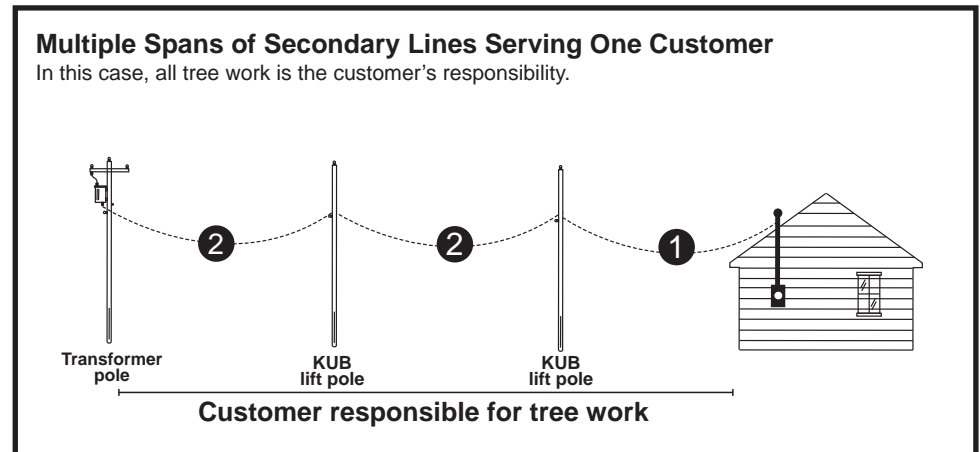 Multiple Spans of Secondary Lines Serving One Customer
In this case, all tree work is the customer’s responsibility.
2
2
1
Transformer
pole
KUB
lift pole
KUB
lift pole
Customer responsible for tree work